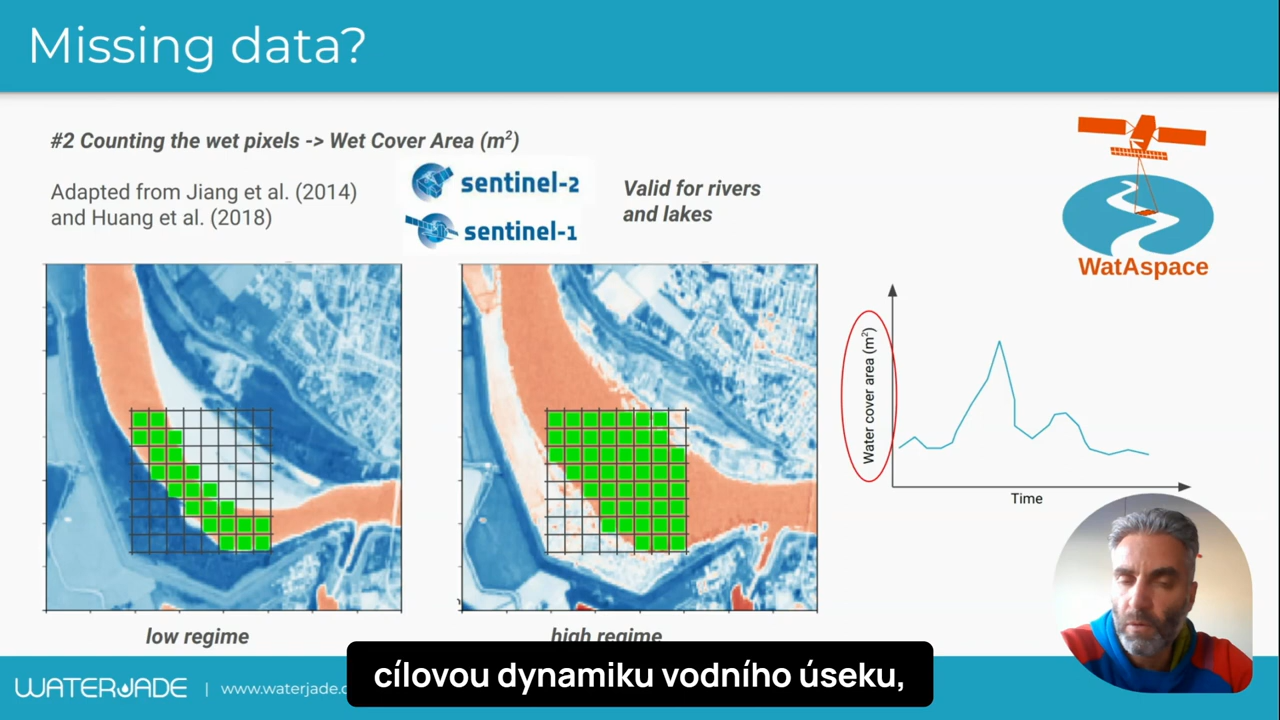 Missing data?
#2 Counting the wet pixels -> Wet Cover Area (m²)
Adapted from Jiang et al. (2014)
and Huang et al. (2018)
sentinel-2
sentinel-1
Valid for rivers
and lakes
WatAspace
Water cover area (m²)
Time
low regime
high regime
cílovou dynamiku vodního úseku,
WATERJADE | www.waterjade.c